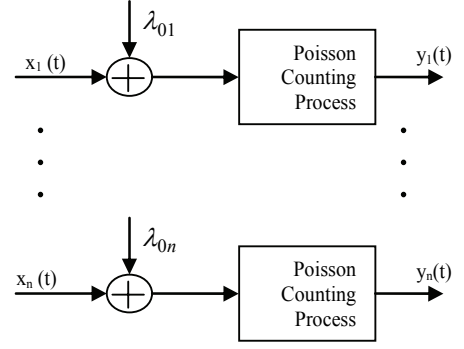 λ₀₁
x₁ (t)
Poisson
Counting
Process
y₁(t)
λ₀ₙ
xₙ (t)
Poisson
Counting
Process
yₙ(t)